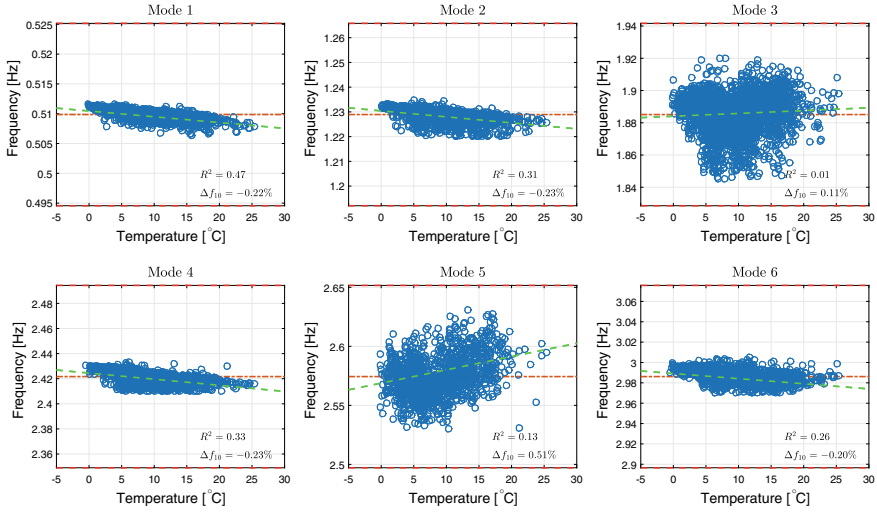 Mode 1
Frequency [Hz]
0.525
0.52
0.515
0.51
0.505
0.5
0.495
R² = 0.47
Δf₁₀ = −0.22%
-5 0 5 10 15 20 25 30
Temperature [°C]
Mode 2
Frequency [Hz]
1.26
1.25
1.24
1.23
1.22
1.21
1.2
R² = 0.31
Δf₁₀ = −0.23%
-5 0 5 10 15 20 25 30
Temperature [°C]
Mode 3
Frequency [Hz]
1.92
1.9
1.88
1.86
1.84
R² = 0.01
Δf₁₀ = 0.11%
-5 0 5 10 15 20 25 30
Temperature [°C]
Mode 4
Frequency [Hz]
2.48
2.46
2.44
2.42
2.4
2.38
2.36
R² = 0.33
Δf₁₀ = −0.23%
-5 0 5 10 15 20 25 30
Temperature [°C]
Mode 5
Frequency [Hz]
2.65
2.6
2.55
2.5
R² = 0.13
Δf₁₀ = 0.51%
-5 0 5 10 15 20 25 30
Temperature [°C]
Mode 6
Frequency [Hz]
3.06
3.04
3.02
3
2.98
2.96
2.94
2.92
2.9
R² = 0.26
Δf₁₀ = −0.20%
-5 0 5 10 15 20 25 30
Temperature [°C]